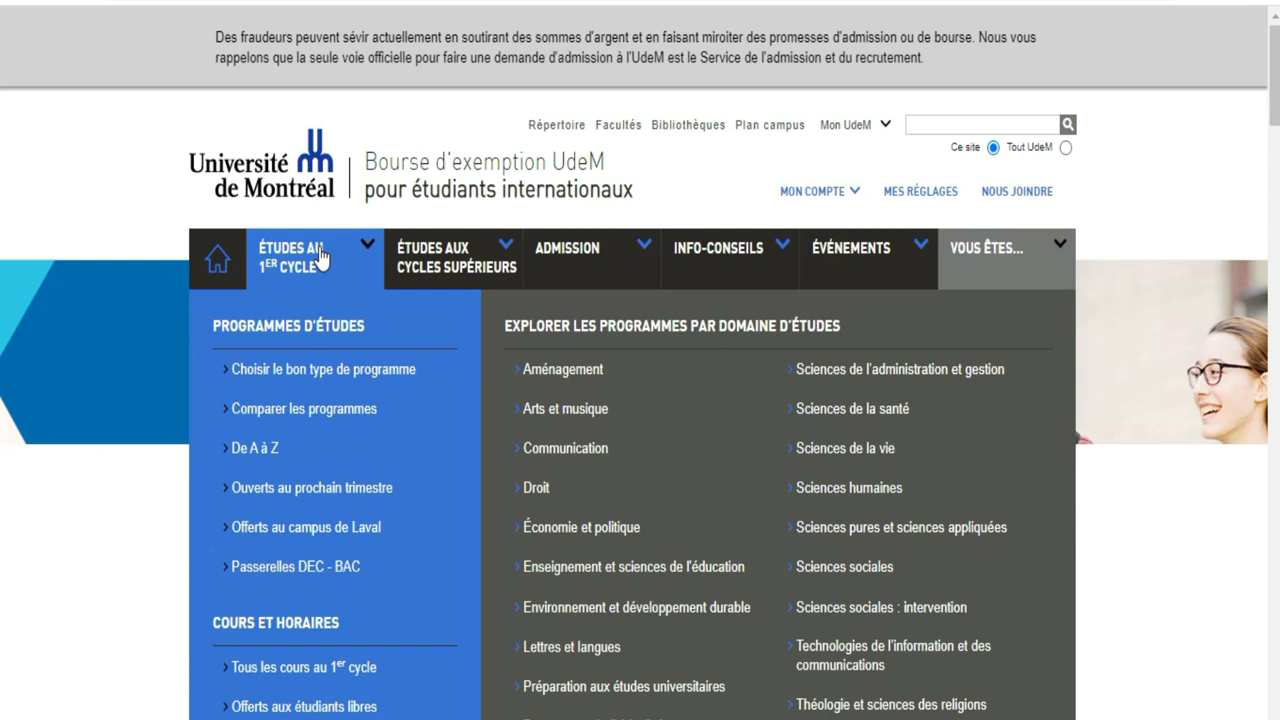 Des fraudeurs peuvent sévir actuellement en soutirant des sommes d'argent et en faisant miroiter des promesses d'admission ou de bourse. Nous vous
rappelons que la seule voie officielle pour faire une demande d'admission à l'UdeM est le Service de l'admission et du recrutement.
Répertoire Facultés Bibliothèques Plan campus Mon UdeM
Ce site Tout UdeM
Université
de Montréal
Bourse d'exemption UdeM
pour étudiants internationaux
MON COMPTE MES RÉGLAGES NOUS JOINDRE
ÉTUDES AU
1ER CYCLE
ÉTUDES AUX
CYCLES SUPÉRIEURS
ADMISSION
INFO-CONSEILS
ÉVÉNEMENTS
VOUS ÊTES...
PROGRAMMES D'ÉTUDES
Choisir le bon type de programme
Comparer les programmes
De A à Z
Ouverts au prochain trimestre
Offerts au campus de Laval
Passerelles DEC - BAC
COURS ET HORAIRES
Tous les cours au 1er cycle
Offerts aux étudiants libres
EXPLORER LES PROGRAMMES PAR DOMAINE D'ÉTUDES
Aménagement
Arts et musique
Communication
Droit
Économie et politique
Enseignement et sciences de l'éducation
Environnement et développement durable
Lettres et langues
Préparation aux études universitaires
Sciences de l'administration et gestion
Sciences de la santé
Sciences de la vie
Sciences humaines
Sciences pures et sciences appliquées
Sciences sociales
Sciences sociales : intervention
Technologies de l'information et des
communications
Théologie et sciences des religions